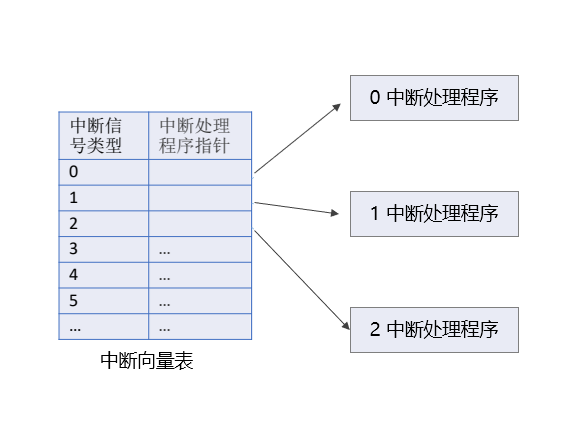 中断信
号类型
中断处理
程序指针
0
1
2
3
...
4
...
5
...
...
...
中断向量表
0 中断处理程序
1 中断处理程序
2 中断处理程序